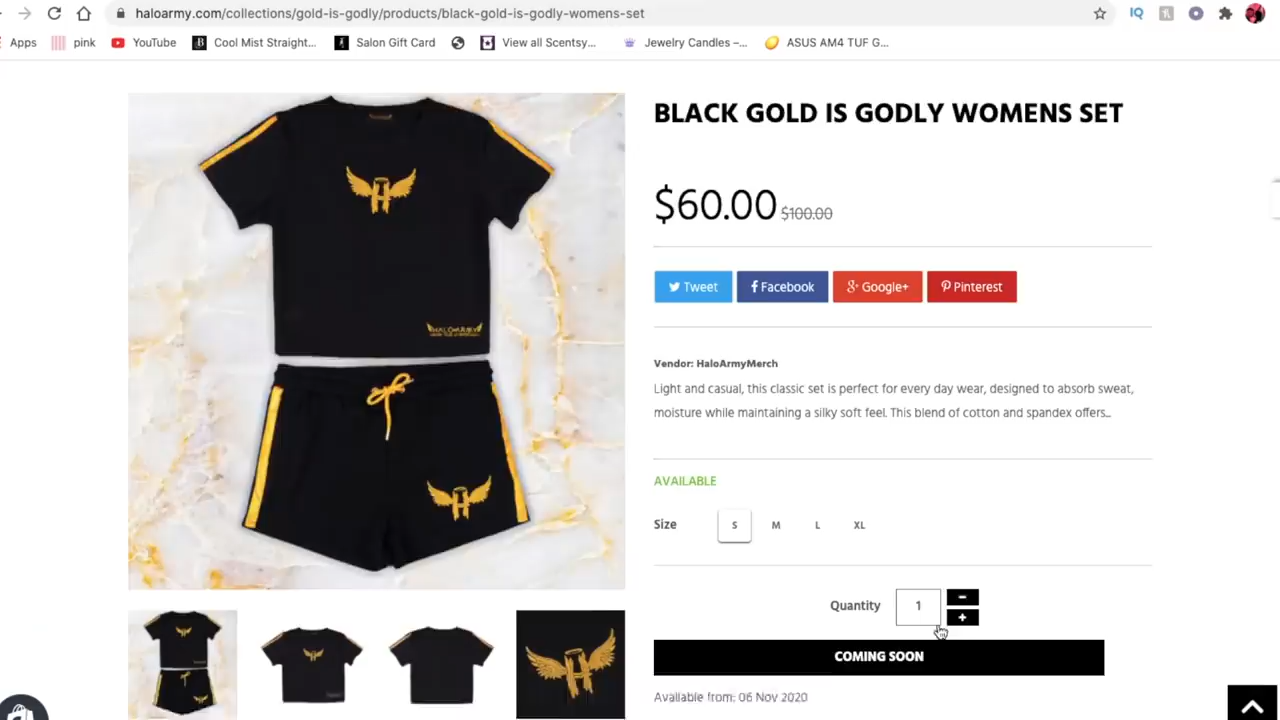 haloarmy.com/collections/gold-is-godly/products/black-gold-is-godly-womens-set
Apps pink YouTube Cool Mist Straight... Salon Gift Card View all Scentsy... Jewelry Candles –... ASUS AM4 TUF G...
BLACK GOLD IS GODLY WOMENS SET
$60.00 $100.00
Tweet Facebook Google+ Pinterest
Vendor: HaloArmyMerch
Light and casual, this classic set is perfect for every day wear, designed to absorb sweat,
moisture while maintaining a silky soft feel. This blend of cotton and spandex offers...
AVAILABLE
Size S M L XL
Quantity 1
COMING SOON
Available from: 06 Nov 2020
H
HALO ARMY
H